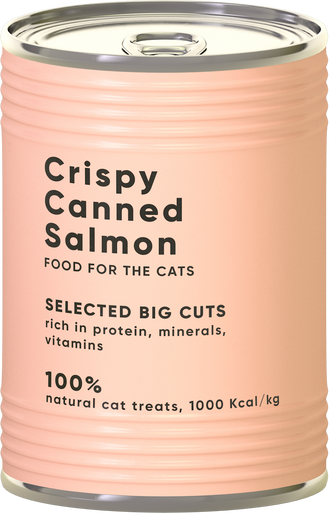 Crispy
Canned
Salmon
FOOD FOR THE CATS
SELECTED BIG CUTS
rich in protein, minerals,
vitamins
100%
natural cat treats, 1000 Kcal/kg